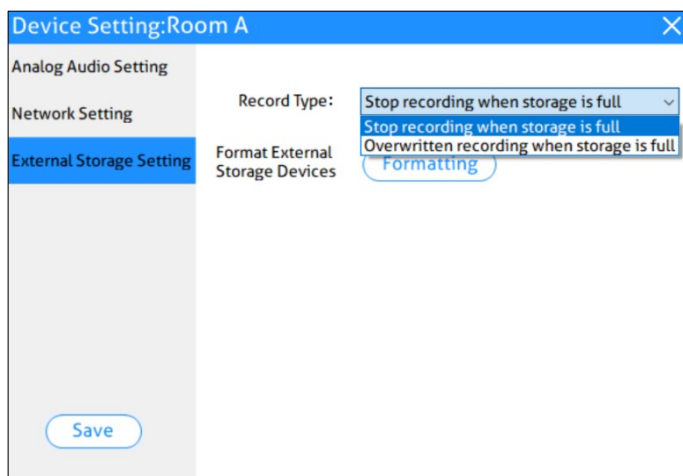 Device Setting:Room A
Analog Audio Setting
Network Setting
External Storage Setting
Record Type:
Stop recording when storage is full
Stop recording when storage is full
Overwritten recording when storage is full
Format External
Storage Devices
Formatting
Save